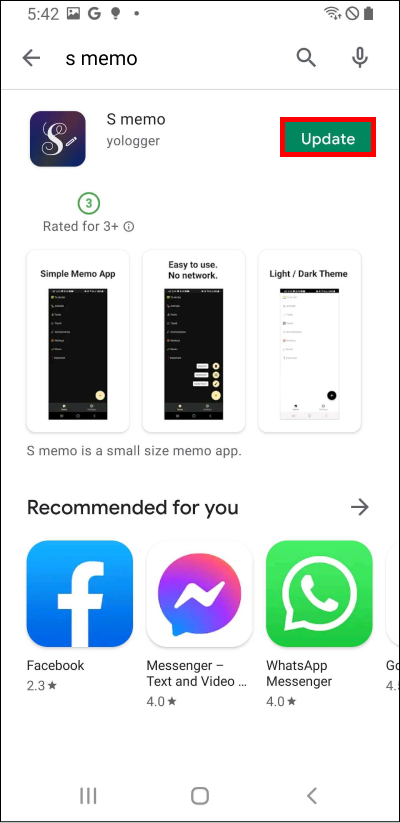 5:42
s memo
S memo
yologger
Update
3
Rated for 3+
Simple Memo App
Easy to use.
No network.
Light / Dark Theme
S memo is a small size memo app.
Recommended for you
Facebook
2.3★
Messenger –
Text and Video ...
4.0★
WhatsApp
Messenger
4.0★
Go
4.5